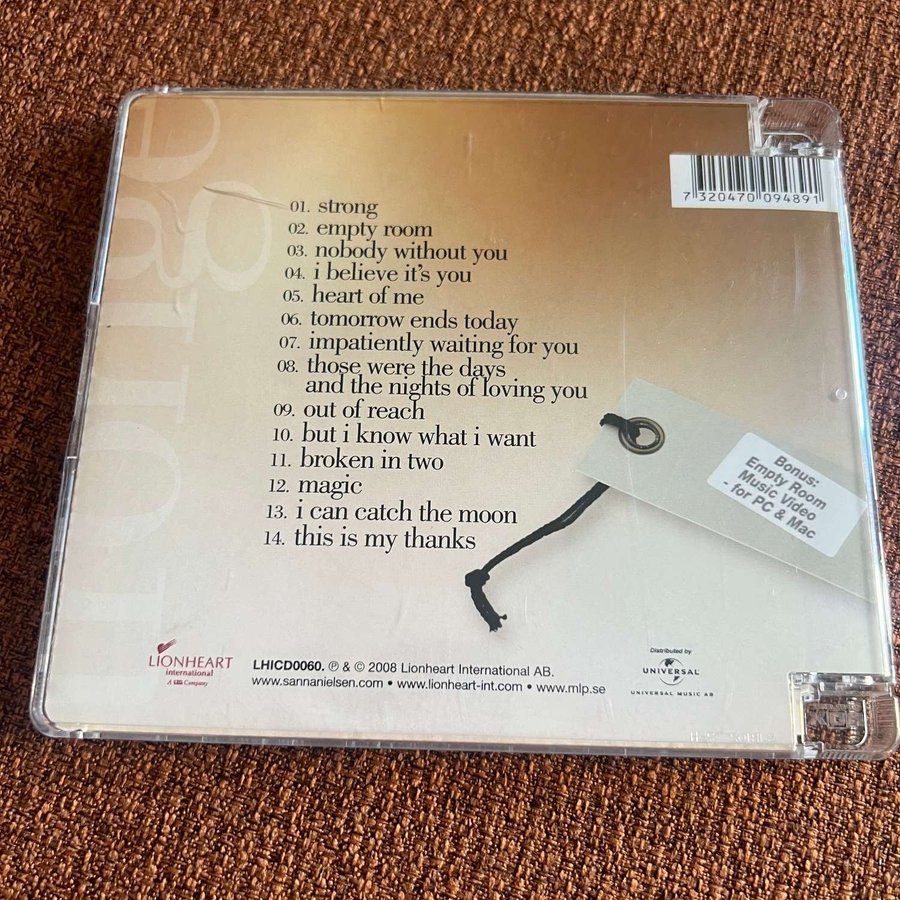 7 320470 094891
01. strong
02. empty room
03. nobody without you
04. i believe it's you
05. heart of me
06. tomorrow ends today
07. impatiently waiting for you
08. those were the days
and the nights of loving you
09. out of reach
10. but i know what i want
11. broken in two
12. magic
13. i can catch the moon
14. this is my thanks
Bonus:
Empty Room
Music Video
- for PC & Mac
LIONHEART
international
LHICD0060. ℗ & © 2008 Lionheart International AB.
www.sannanielsen.com • www.lionheart-int.com • www.mlp.se
Distributed by
UNIVERSAL
UNIVERSAL MUSIC AB